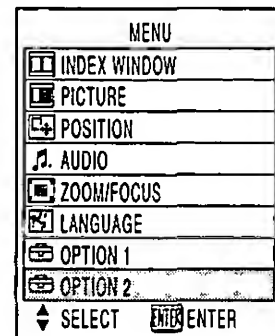 MENU
INDEX WINDOW
PICTURE
POSITION
AUDIO
ZOOM/FOCUS
LANGUAGE
OPTION 1
OPTION 2
SELECT ENTER ENTER